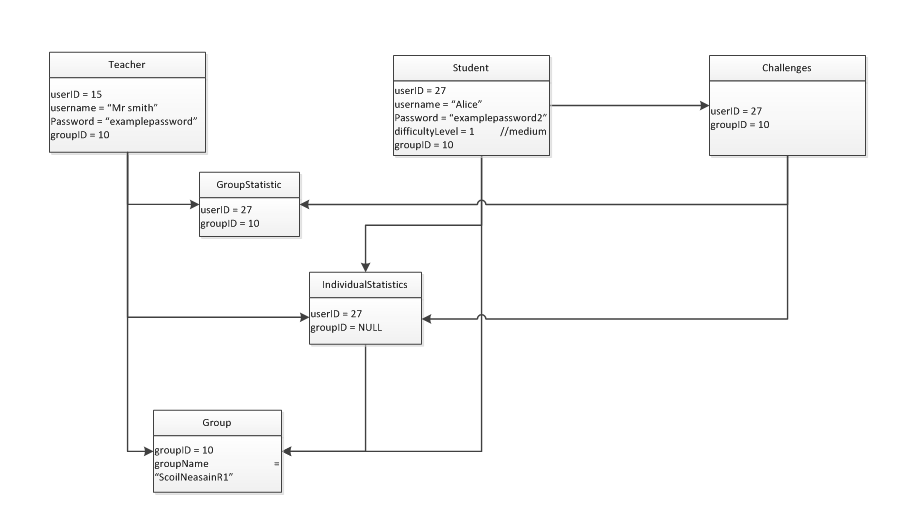 Teacher
userID = 15
username = “Mr smith”
Password = “examplepassword”
groupID = 10
Student
userID = 27
username = “Alice”
Password = “examplepassword2”
difficultyLevel = 1 //medium
groupID = 10
Challenges
userID = 27
groupID = 10
GroupStatistic
userID = 27
groupID = 10
IndividualStatistics
userID = 27
groupID = NULL
Group
groupID = 10
groupName =
“ScoilNeasainR1”